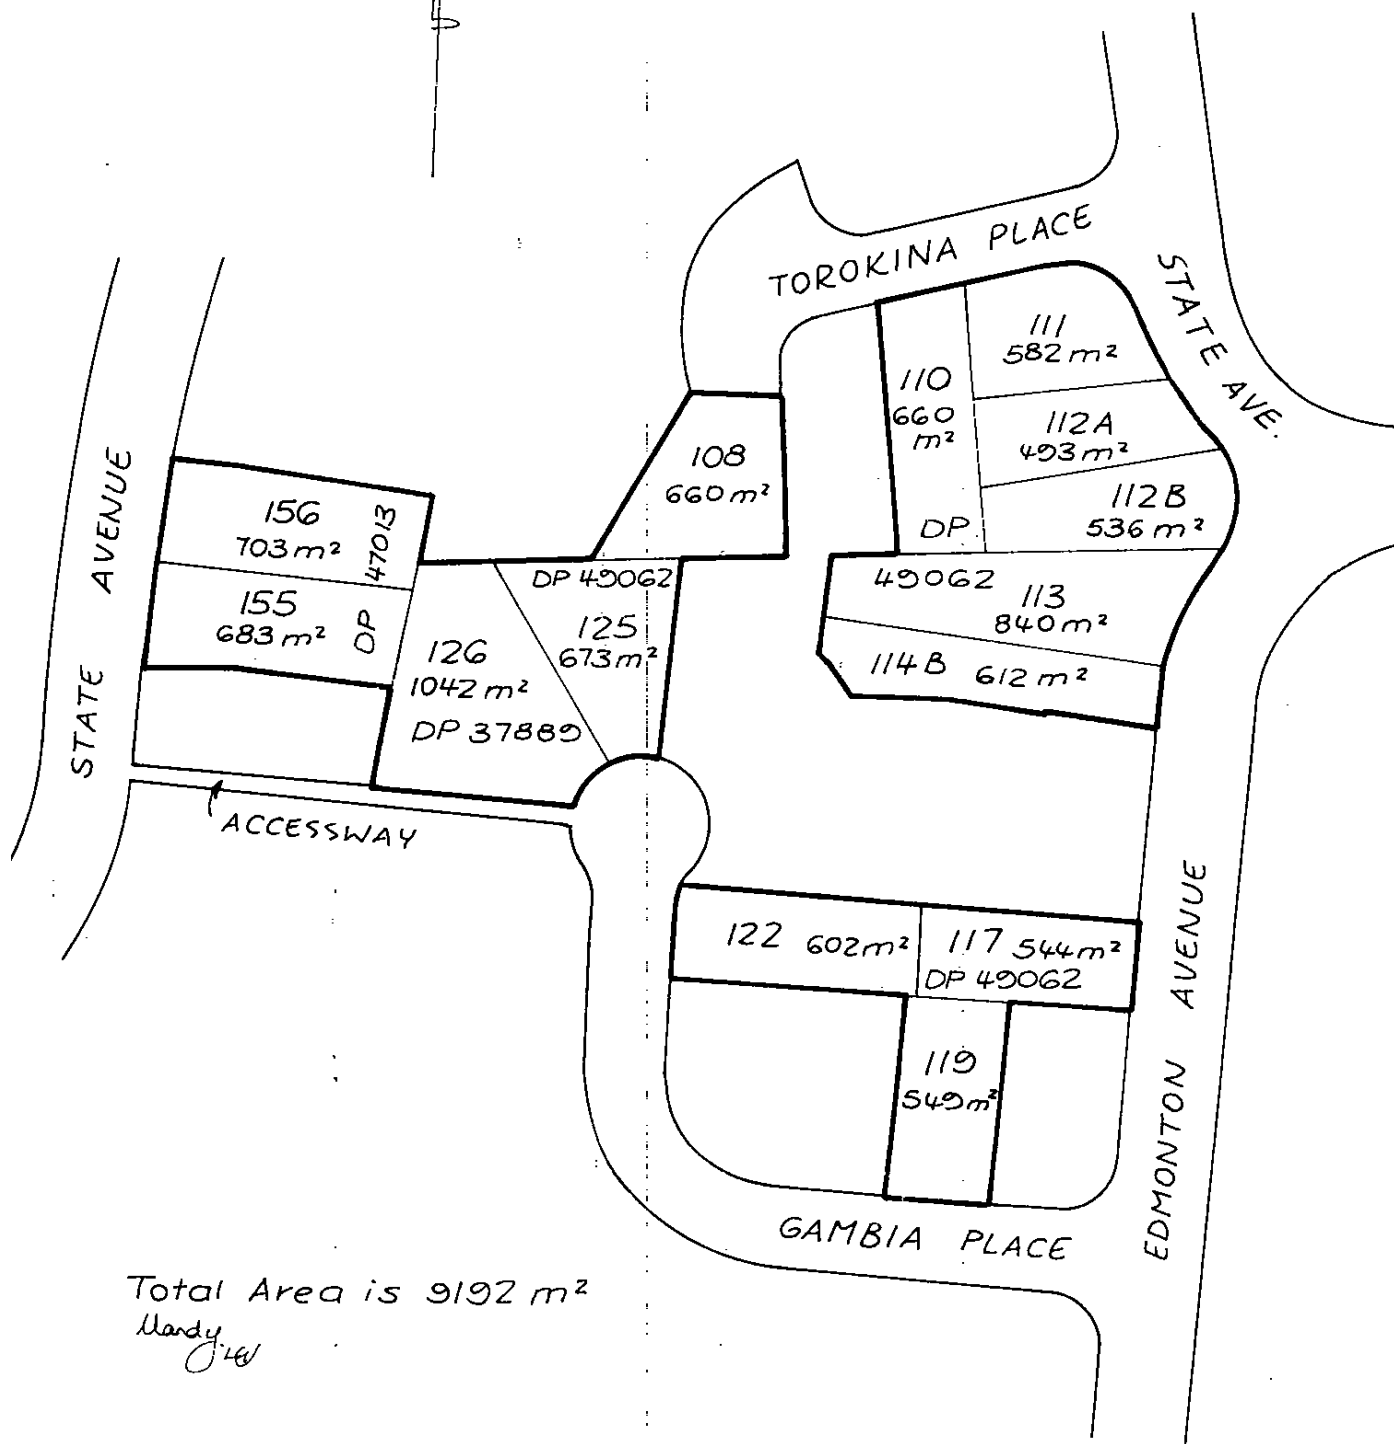 TOROKINA PLACE
STATE AVE.
111
582 m²
110
660
m²
112A
493 m²
108
660 m²
112B
536 m²
DP
49062
STATE AVENUE
156
703 m²
DP 47013
155
683 m²
DP 49062
125
673 m²
126
1042 m²
DP 37889
113
840 m²
114B 612 m²
ACCESSWAY
122 602 m²
117 544 m²
DP 49062
119
549 m²
EDMONTON AVENUE
GAMBIA PLACE
Total Area is 9192 m²